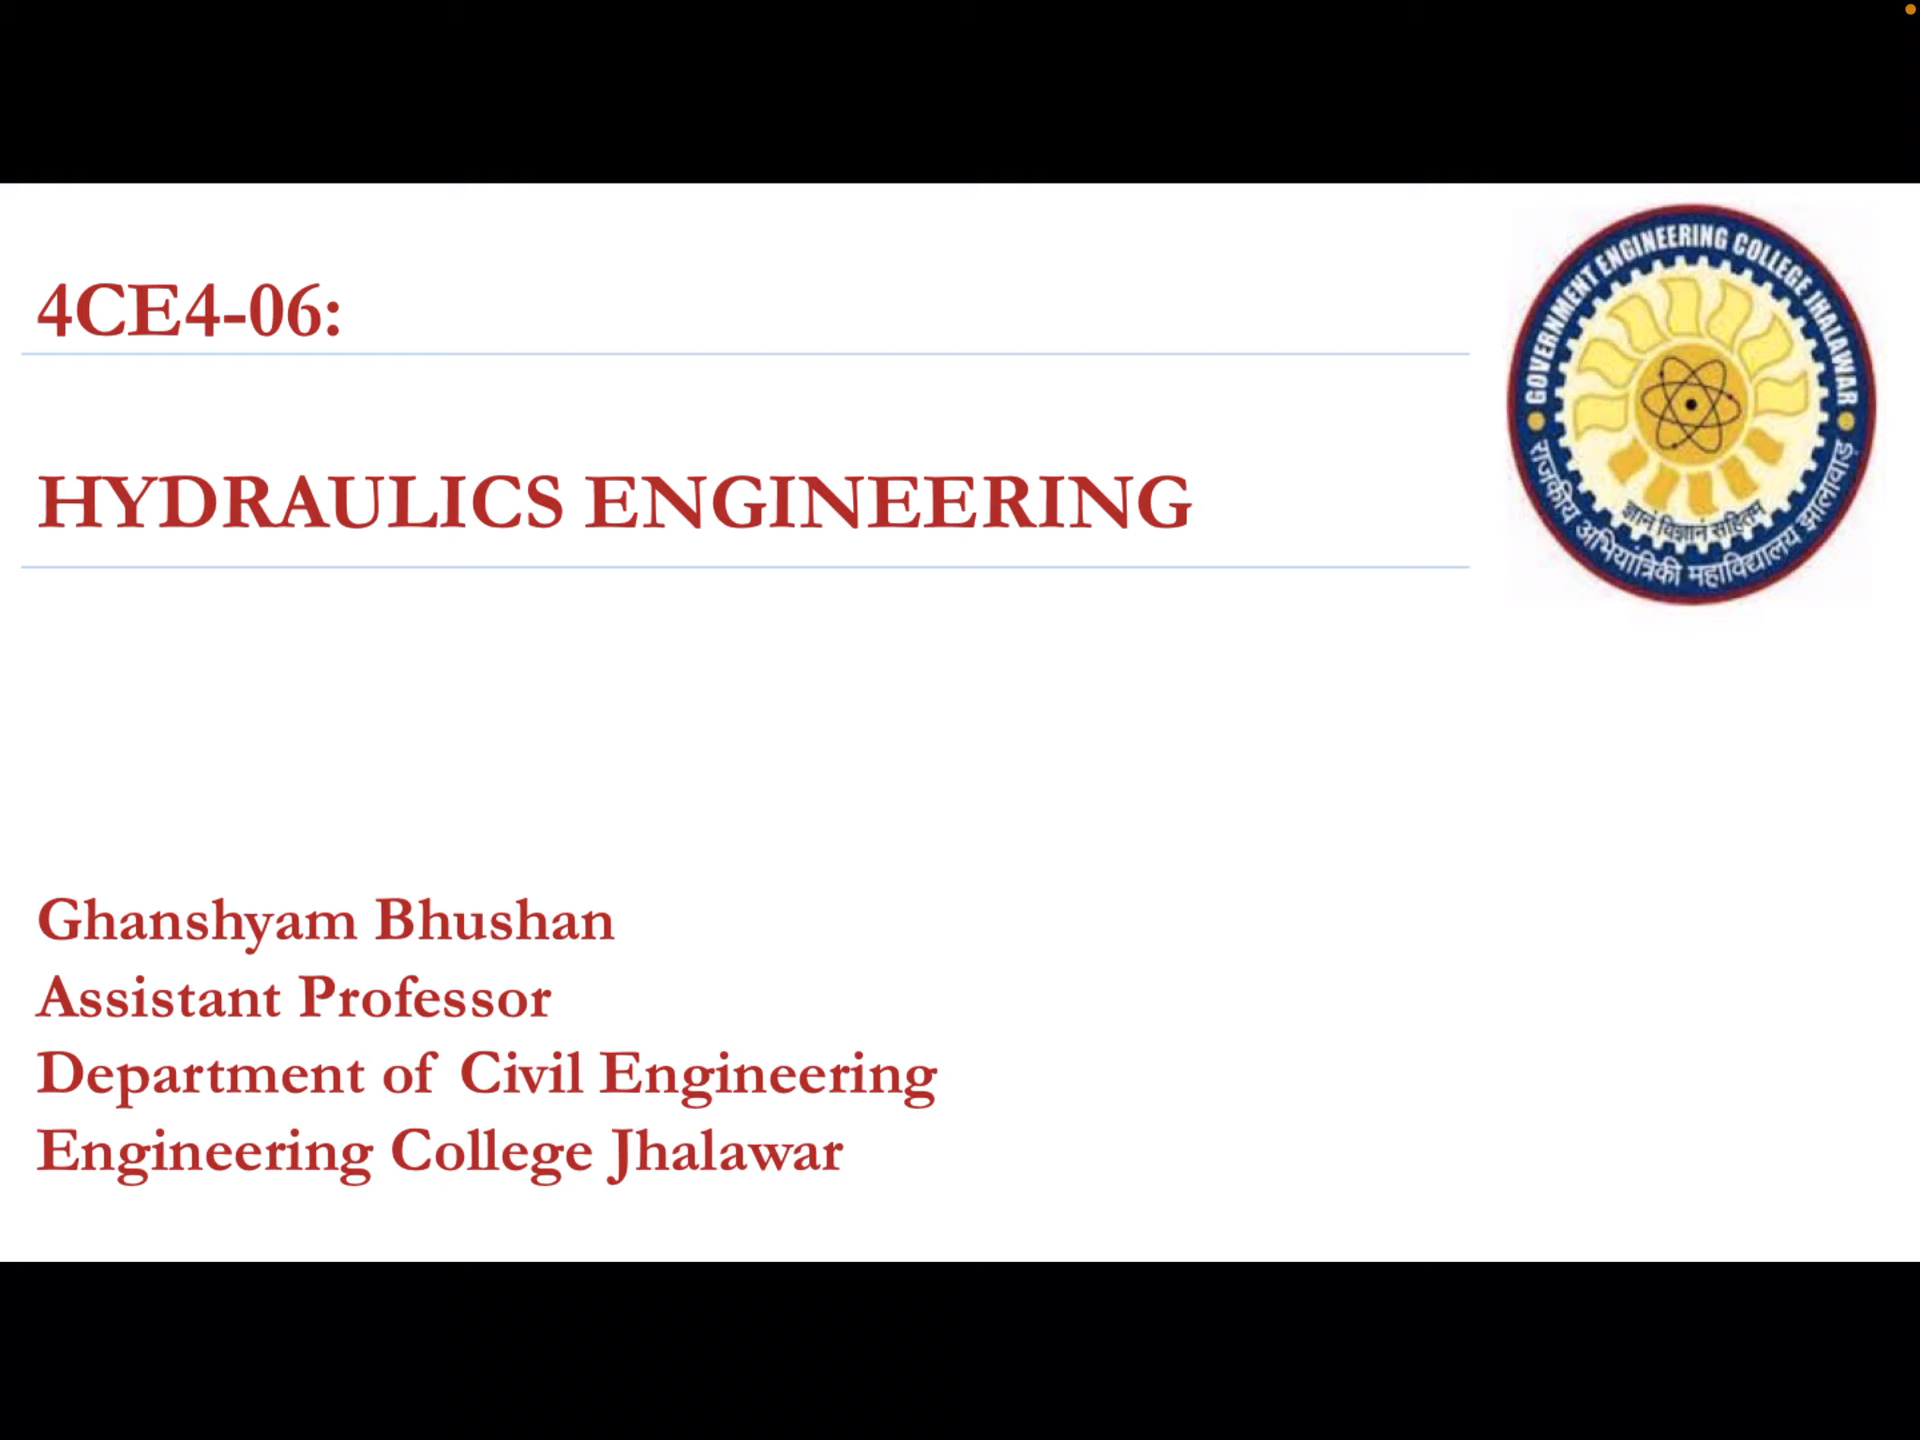 4CE4-06:
HYDRAULICS ENGINEERING
GOVERNMENT ENGINEERING COLLEGE JHALAWAR
ज्ञानं विज्ञानं सहितम्
राजकीय अभियांत्रिकी महाविद्यालय झालावाड़
Ghanshyam Bhushan
Assistant Professor
Department of Civil Engineering
Engineering College Jhalawar